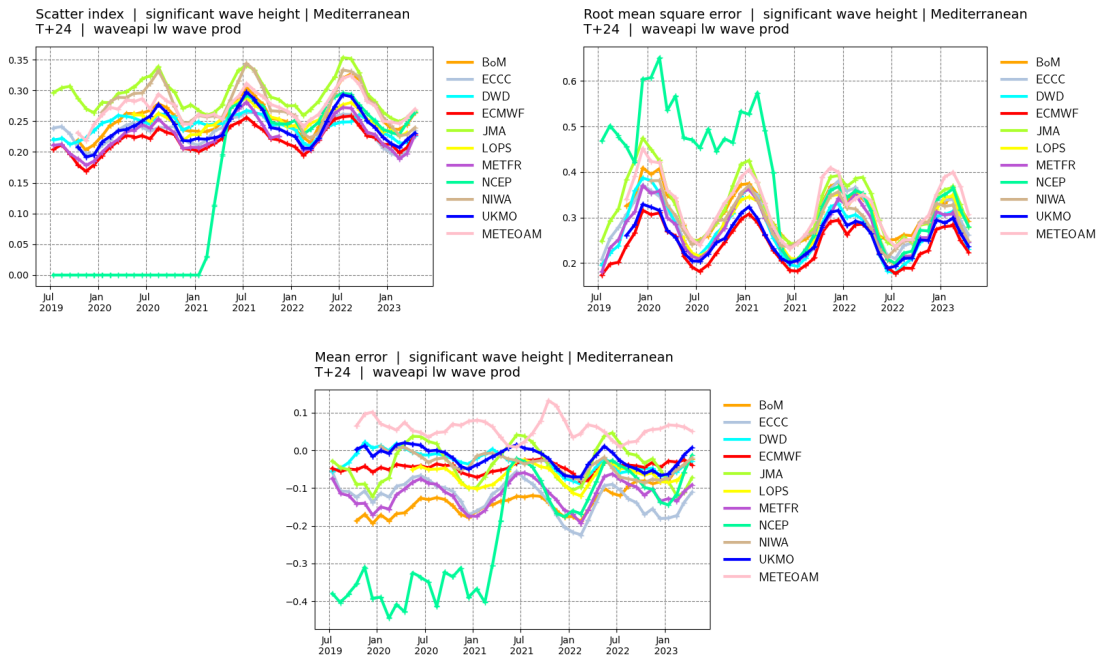 Scatter index | significant wave height | Mediterranean
T+24 | waveapi lw wave prod
0.35
0.30
0.25
0.20
0.15
0.10
0.05
0.00
Jul 2019
Jan 2020
Jul 2020
Jan 2021
Jul 2021
Jan 2022
Jul 2022
Jan 2023
BoM
ECCC
DWD
ECMWF
JMA
LOPS
METFR
NCEP
NIWA
UKMO
METEOAM
Root mean square error | significant wave height | Mediterranean
T+24 | waveapi lw wave prod
0.6
0.5
0.4
0.3
0.2
Jul 2019
Jan 2020
Jul 2020
Jan 2021
Jul 2021
Jan 2022
Jul 2022
Jan 2023
BoM
ECCC
DWD
ECMWF
JMA
LOPS
METFR
NCEP
NIWA
UKMO
METEOAM
Mean error | significant wave height | Mediterranean
T+24 | waveapi lw wave prod
0.1
0.0
−0.1
−0.2
−0.3
−0.4
Jul 2019
Jan 2020
Jul 2020
Jan 2021
Jul 2021
Jan 2022
Jul 2022
Jan 2023
BoM
ECCC
DWD
ECMWF
JMA
LOPS
METFR
NCEP
NIWA
UKMO
METEOAM